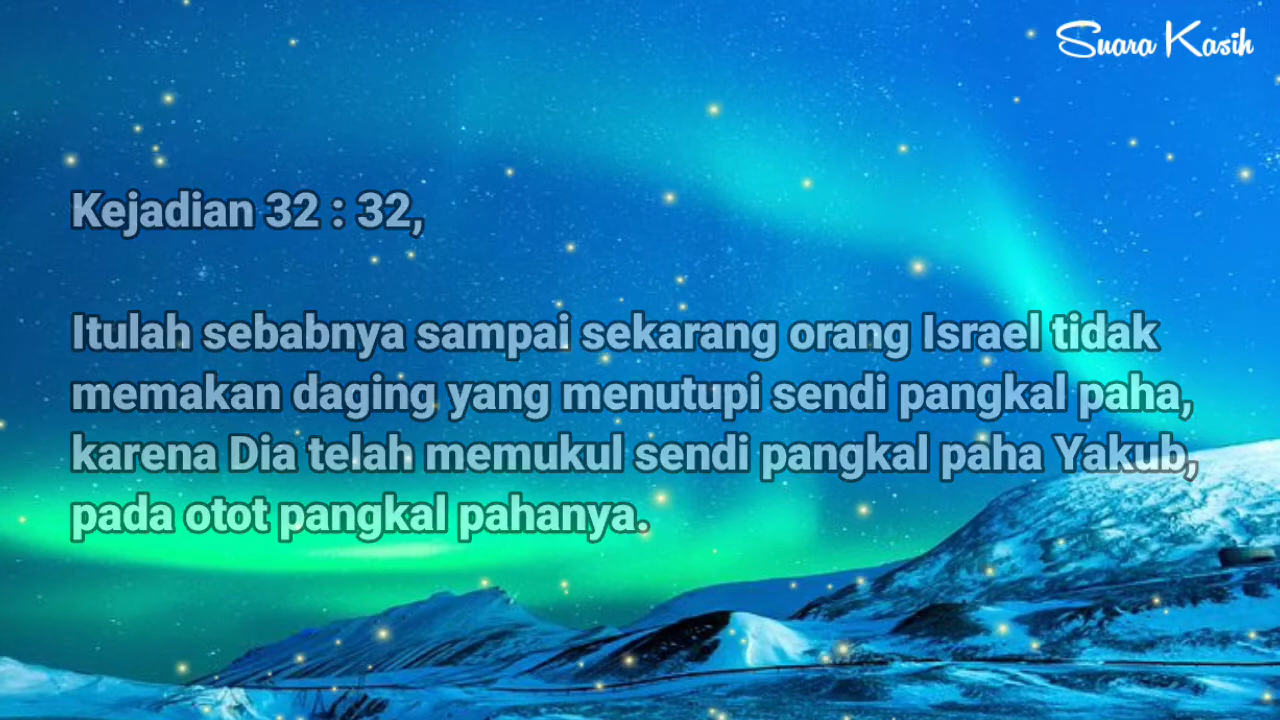 Suara Kasih
Kejadian 32 : 32,
Itulah sebabnya sampai sekarang orang Israel tidak
memakan daging yang menutupi sendi pangkal paha,
karena Dia telah memukul sendi pangkal paha Yakub,
pada otot pangkal pahanya.